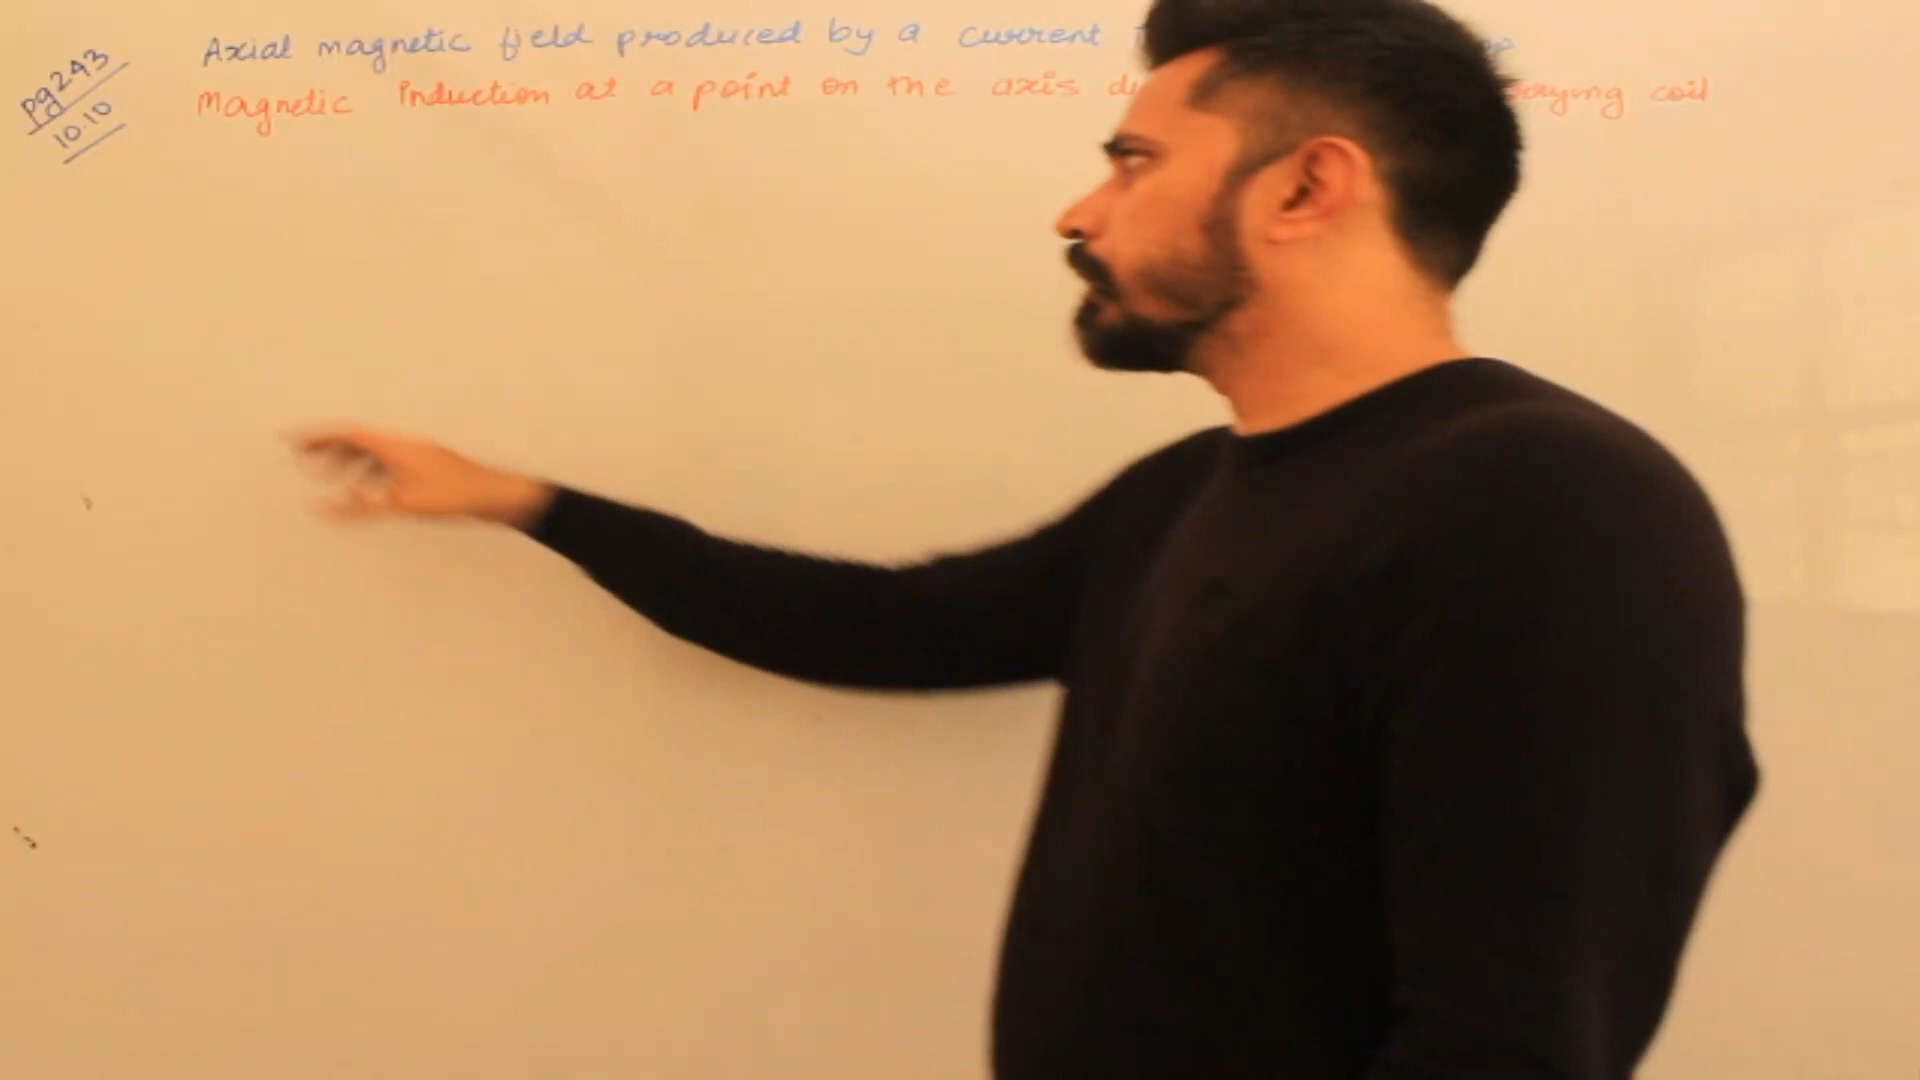 Axial magnetic field produced by a current
Magnetic Induction at a point on the axis
coil
Pg 243
10.10